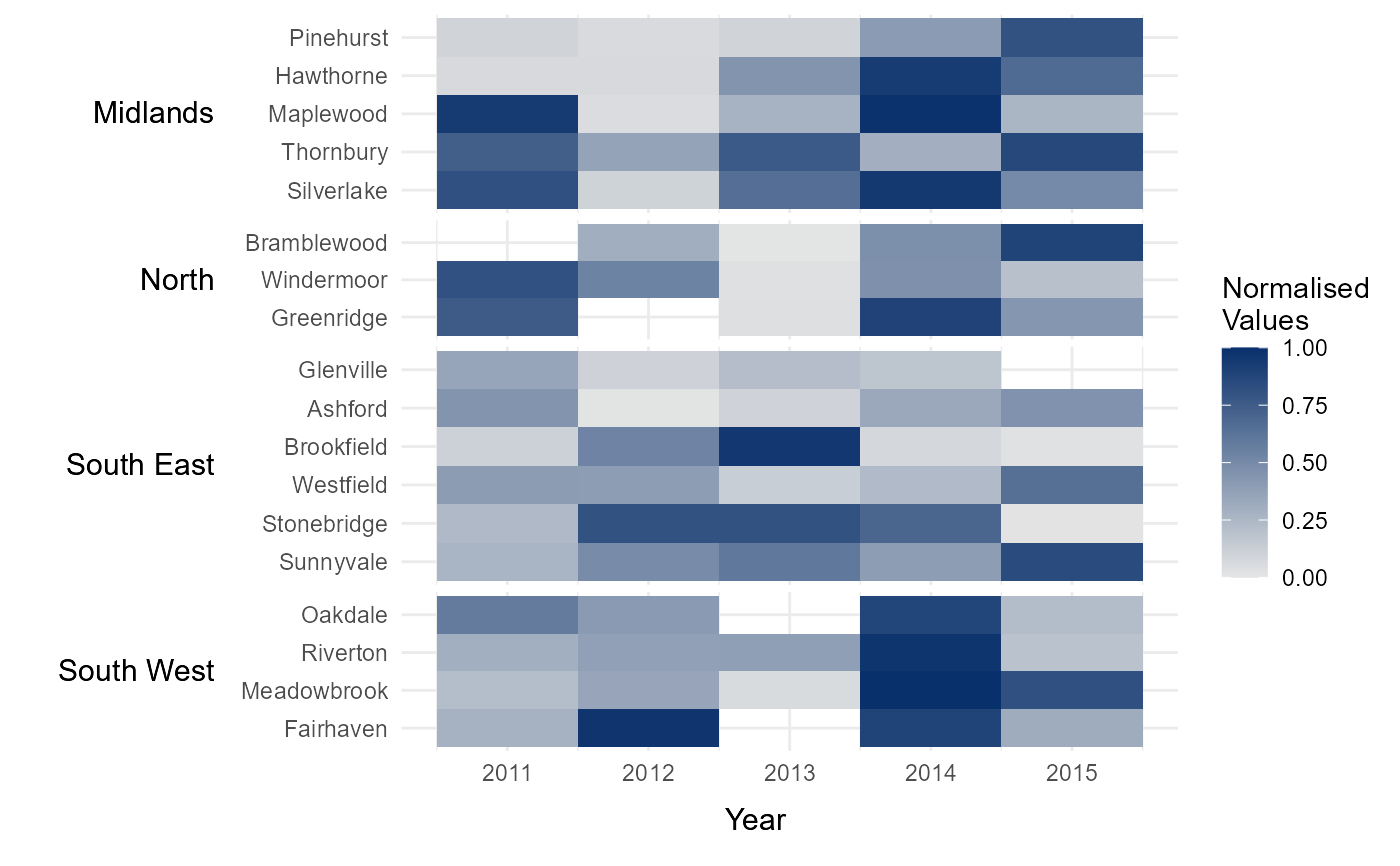 Midlands
Pinehurst
Hawthorne
Maplewood
Thornbury
Silverlake
North
Bramblewood
Windermoor
Greenridge
South East
Glenville
Ashford
Brookfield
Westfield
Stonebridge
Sunnyvale
South West
Oakdale
Riverton
Meadowbrook
Fairhaven
2011 2012 2013 2014 2015
Year
Normalised
Values
1.00
0.75
0.50
0.25
0.00